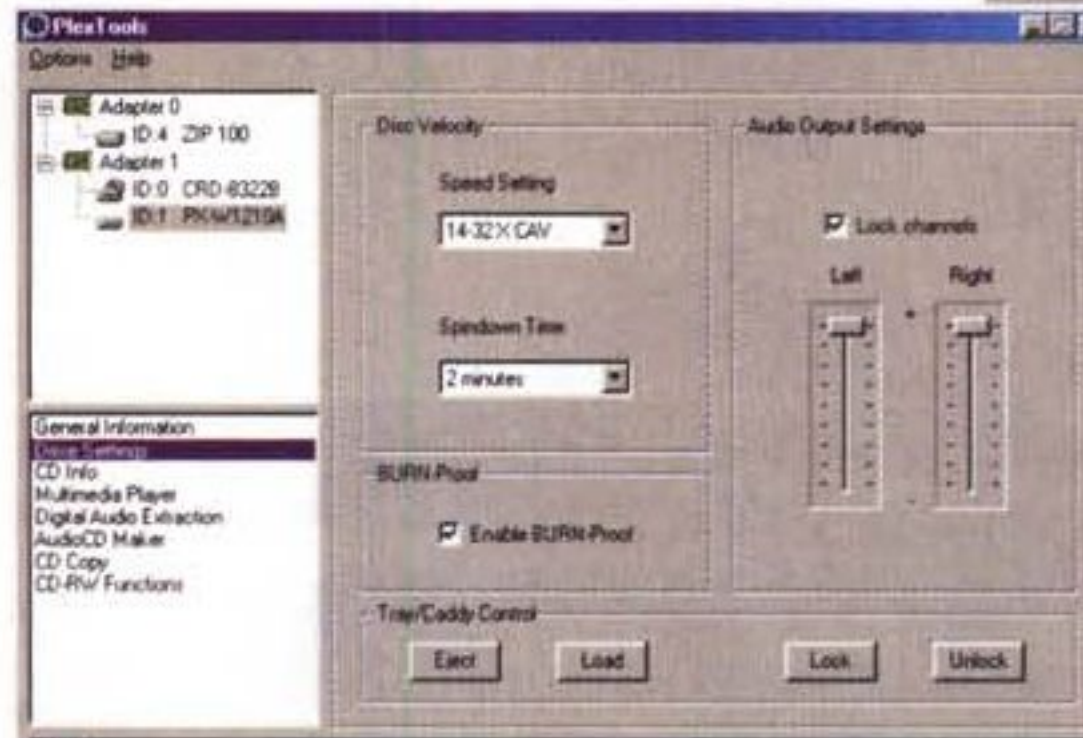 PlexTools
Options Help
Adapter 0
ID:4 ZIP 100
Adapter 1
ID:0 CRD-8322B
ID:1 PX-W1210A
General Information
Drive Settings
CD Info
Multimedia Player
Digital Audio Extraction
AudioCD Maker
CD Copy
CD-RW Functions
Disc Velocity
Speed Setting
14-32 X CAV
Spindown Time
2 minutes
BURN-Proof
Enable BURN-Proof
Audio Output Settings
Lock channels
Left Right
+
-
Tray/Caddy Control
Eject Load Lock Unlock